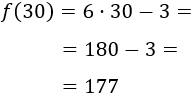 f(30) = 6 · 30 − 3 =
= 180 − 3 =
= 177